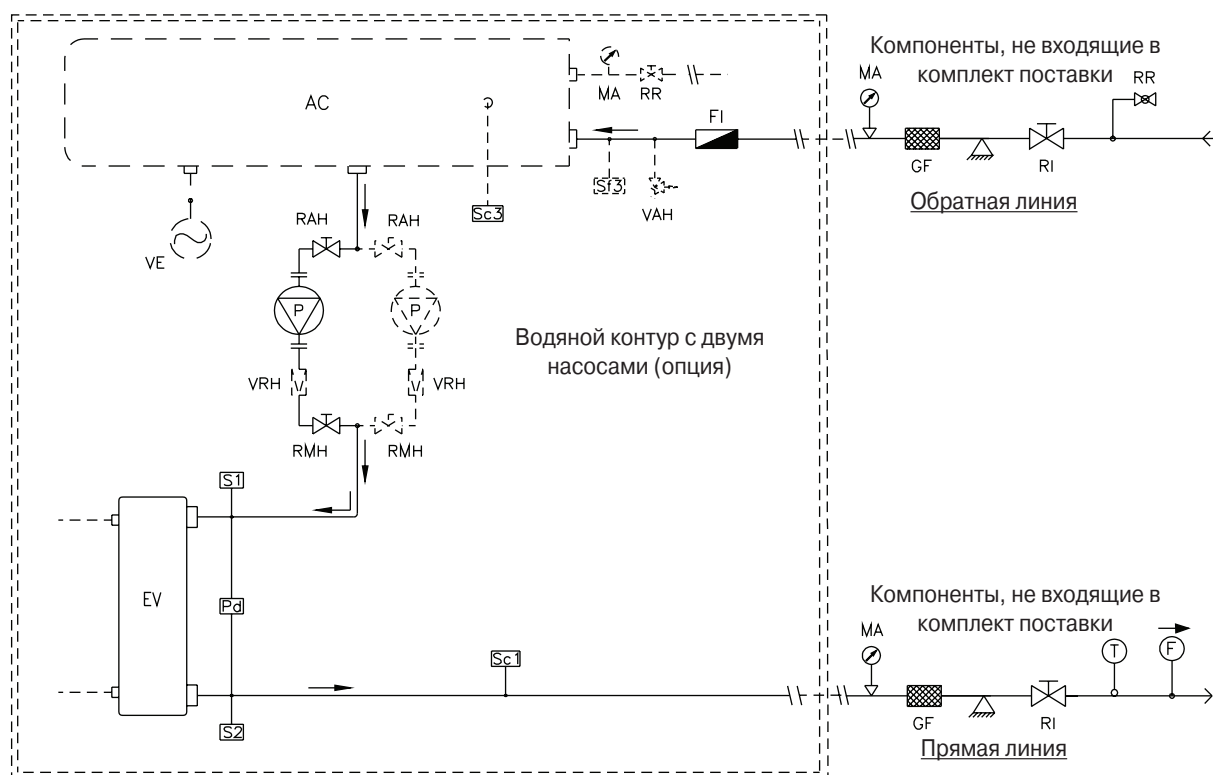 Компоненты, не входящие в
комплект поставки
MA
RR
AC
MA
RR
FI
GF
RI
Обратная линия
Sf3
Sc3
VAH
RAH
RAH
VE
P
P
Водяной контур с двумя
насосами (опция)
VRH
VRH
RMH
RMH
S1
EV
Pd
Компоненты, не входящие в
комплект поставки
MA
T
F
Sc1
S2
GF
RI
Прямая линия